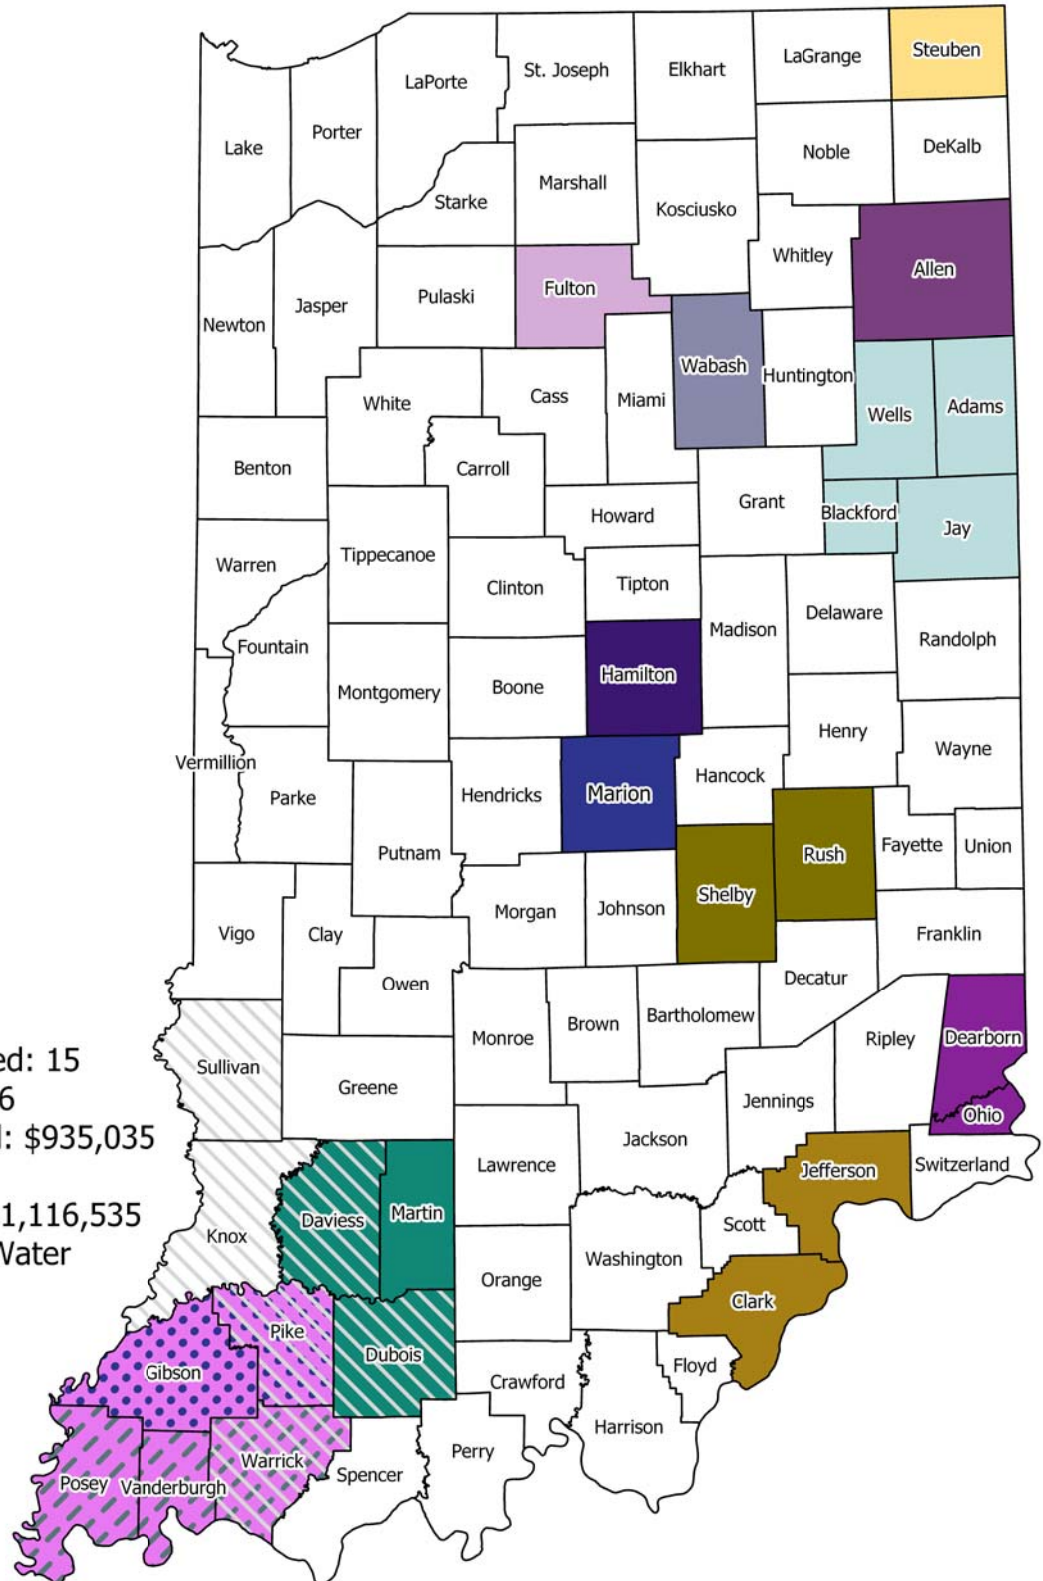 Steuben
LaGrange
Elkhart
St. Joseph
LaPorte
Porter
Lake
Noble
DeKalb
Marshall
Starke
Kosciusko
Whitley
Allen
Fulton
Pulaski
Jasper
Newton
Wabash
Huntington
Miami
Cass
White
Wells
Adams
Benton
Carroll
Grant
Blackford
Jay
Howard
Warren
Tippecanoe
Clinton
Tipton
Madison
Delaware
Randolph
Fountain
Montgomery
Boone
Hamilton
Henry
Wayne
Vermillion
Parke
Hendricks
Marion
Hancock
Putnam
Rush
Fayette
Union
Shelby
Johnson
Morgan
Vigo
Clay
Owen
Franklin
Decatur
Monroe
Brown
Bartholomew
Ripley
Dearborn
ed: 15
Sullivan
Greene
Jennings
6
Ohio
: $935,035
Jackson
Lawrence
Jefferson
Switzerland
1,116,535
Daviess
Martin
Scott
Knox
Water
Washington
Orange
Clark
Pike
Dubois
Gibson
Floyd
Crawford
Harrison
Perry
Warrick
Spencer
Posey
Vanderburgh